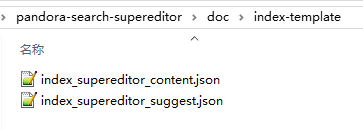 pandora-search-supereditor > doc > index-template
名称
index_supereditor_content.json
index_supereditor_suggest.json